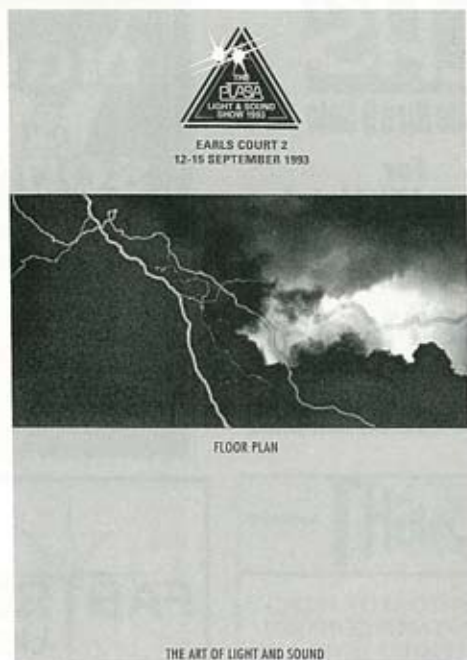 THE
PLASA
LIGHT & SOUND
SHOW 1993
EARLS COURT 2
12-15 SEPTEMBER 1993
FLOOR PLAN
THE ART OF LIGHT AND SOUND